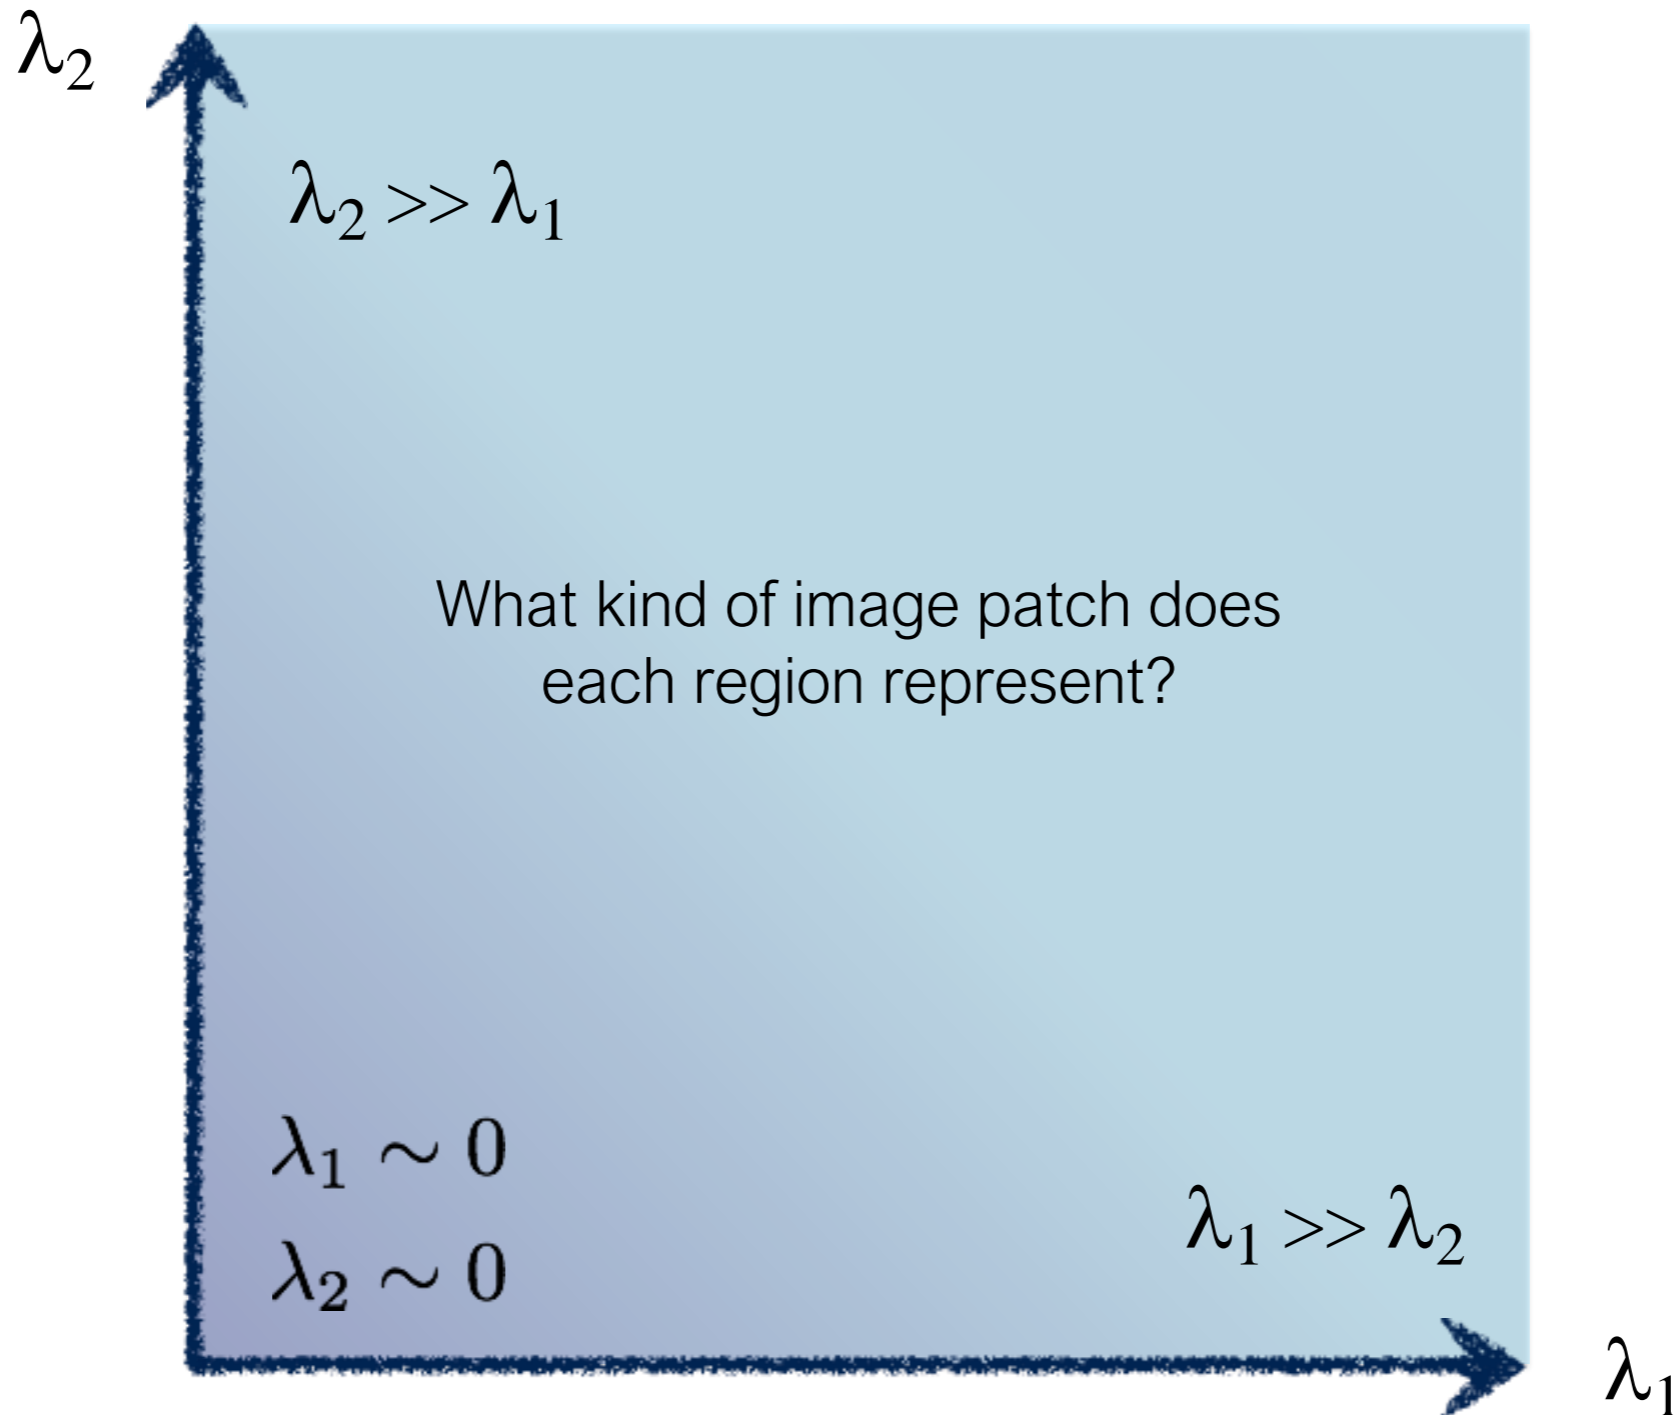 λ₂
λ₂ >> λ₁
What kind of image patch does
each region represent?
λ₁ ∼ 0
λ₂ ∼ 0
λ₁ >> λ₂
λ₁